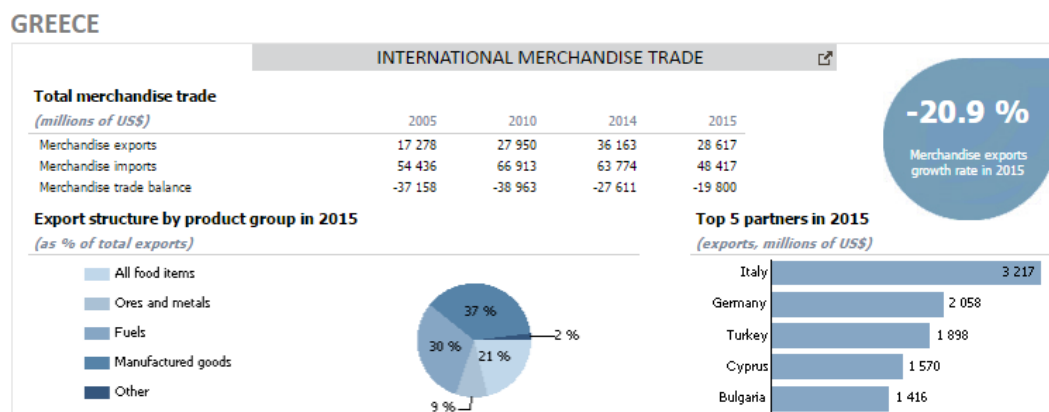 GREECE
INTERNATIONAL MERCHANDISE TRADE
Total merchandise trade
(millions of US$) 2005 2010 2014 2015
Merchandise exports 17 278 27 950 36 163 28 617
Merchandise imports 54 436 66 913 63 774 48 417
Merchandise trade balance -37 158 -38 963 -27 611 -19 800
-20.9 %
Merchandise exports
growth rate in 2015
Export structure by product group in 2015
(as % of total exports)
All food items
Ores and metals
Fuels
Manufactured goods
Other
37 %
2 %
30 %
21 %
9 %
Top 5 partners in 2015
(exports, millions of US$)
Italy 3 217
Germany 2 058
Turkey 1 898
Cyprus 1 570
Bulgaria 1 416